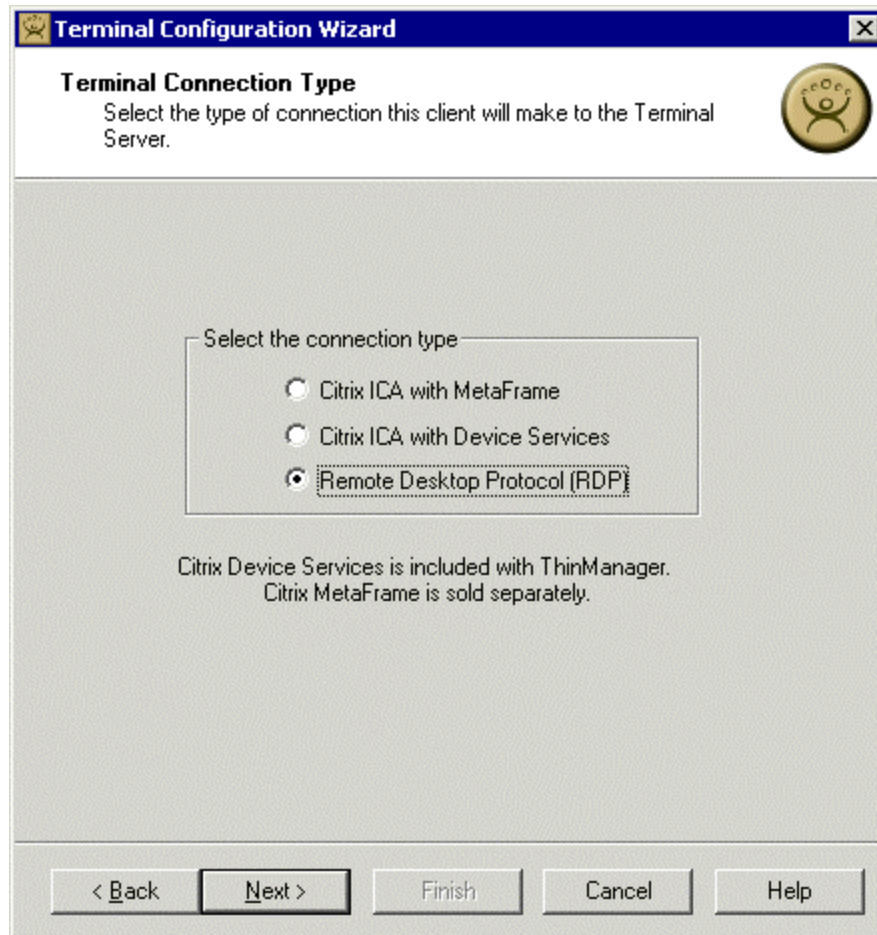 Terminal Configuration Wizard
Terminal Connection Type
Select the type of connection this client will make to the Terminal
Server.
Select the connection type
Citrix ICA with MetaFrame
Citrix ICA with Device Services
Remote Desktop Protocol (RDP)
Citrix Device Services is included with ThinManager.
Citrix MetaFrame is sold separately.
< Back Next > Finish Cancel Help